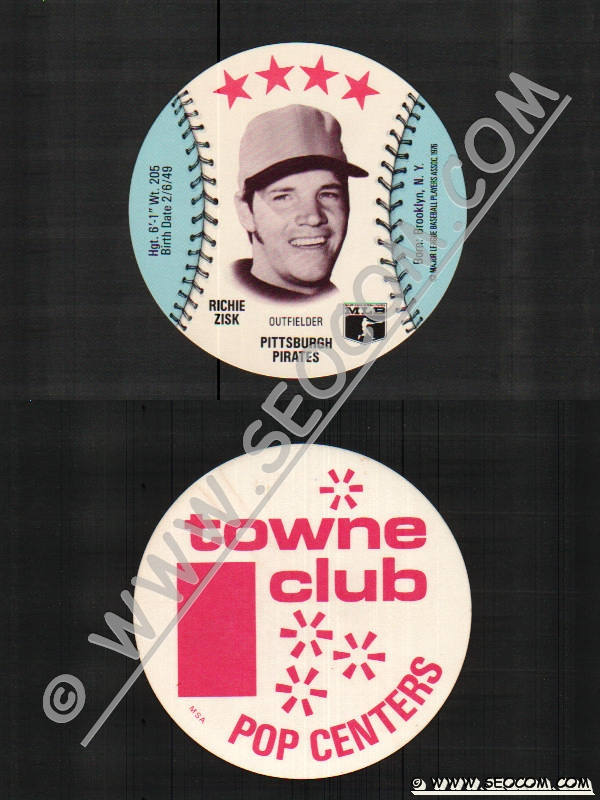 Hgt. 6'-1" Wt. 205
Birth Date 2/6/49
Born: Brooklyn, N. Y.
© MAJOR LEAGUE BASEBALL PLAYERS ASSOC 1976
RICHIE
ZISK
OUTFIELDER
MLB
PITTSBURGH
PIRATES
© WWW.SEOCOM.COM
towne
club
MSA
POP CENTERS
© WWW.SEOCOM.COM